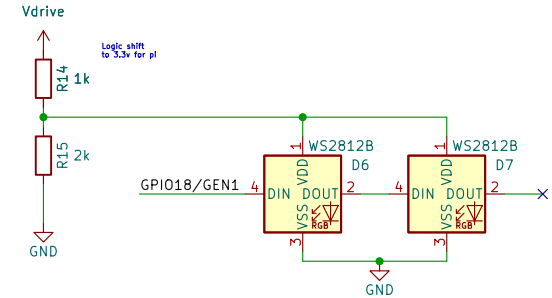 Vdrive
Logic shift
to 3.3v for pi
R14 1k
R15 2k
GND
GPIO18/GEN1
WS2812B
D6
1
VDD
4
DIN
DOUT
2
VSS
RGB
3
WS2812B
D7
1
VDD
4
DIN
DOUT
2
VSS
RGB
3
GND